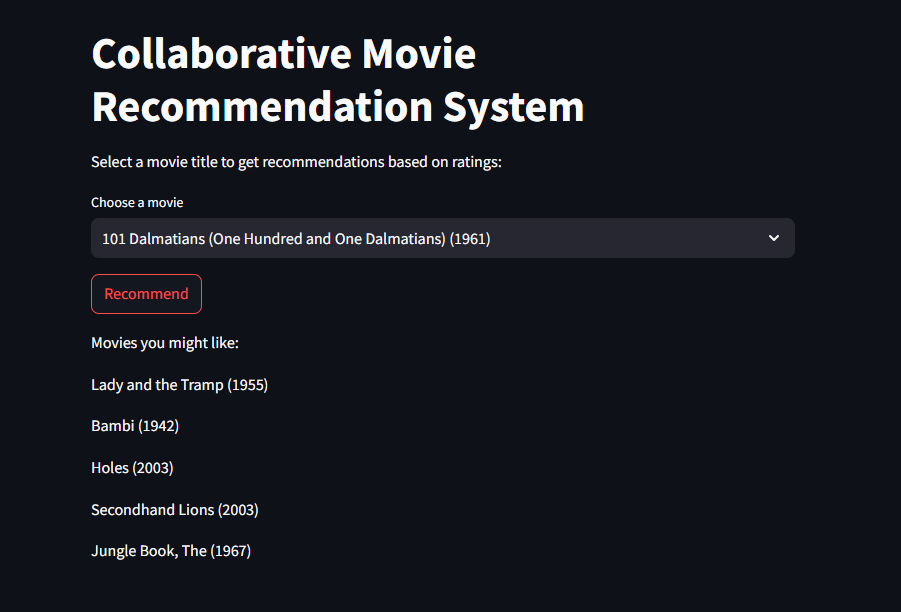 Collaborative Movie
Recommendation System
Select a movie title to get recommendations based on ratings:
Choose a movie
101 Dalmatians (One Hundred and One Dalmatians) (1961)
Recommend
Movies you might like:
Lady and the Tramp (1955)
Bambi (1942)
Holes (2003)
Secondhand Lions (2003)
Jungle Book, The (1967)